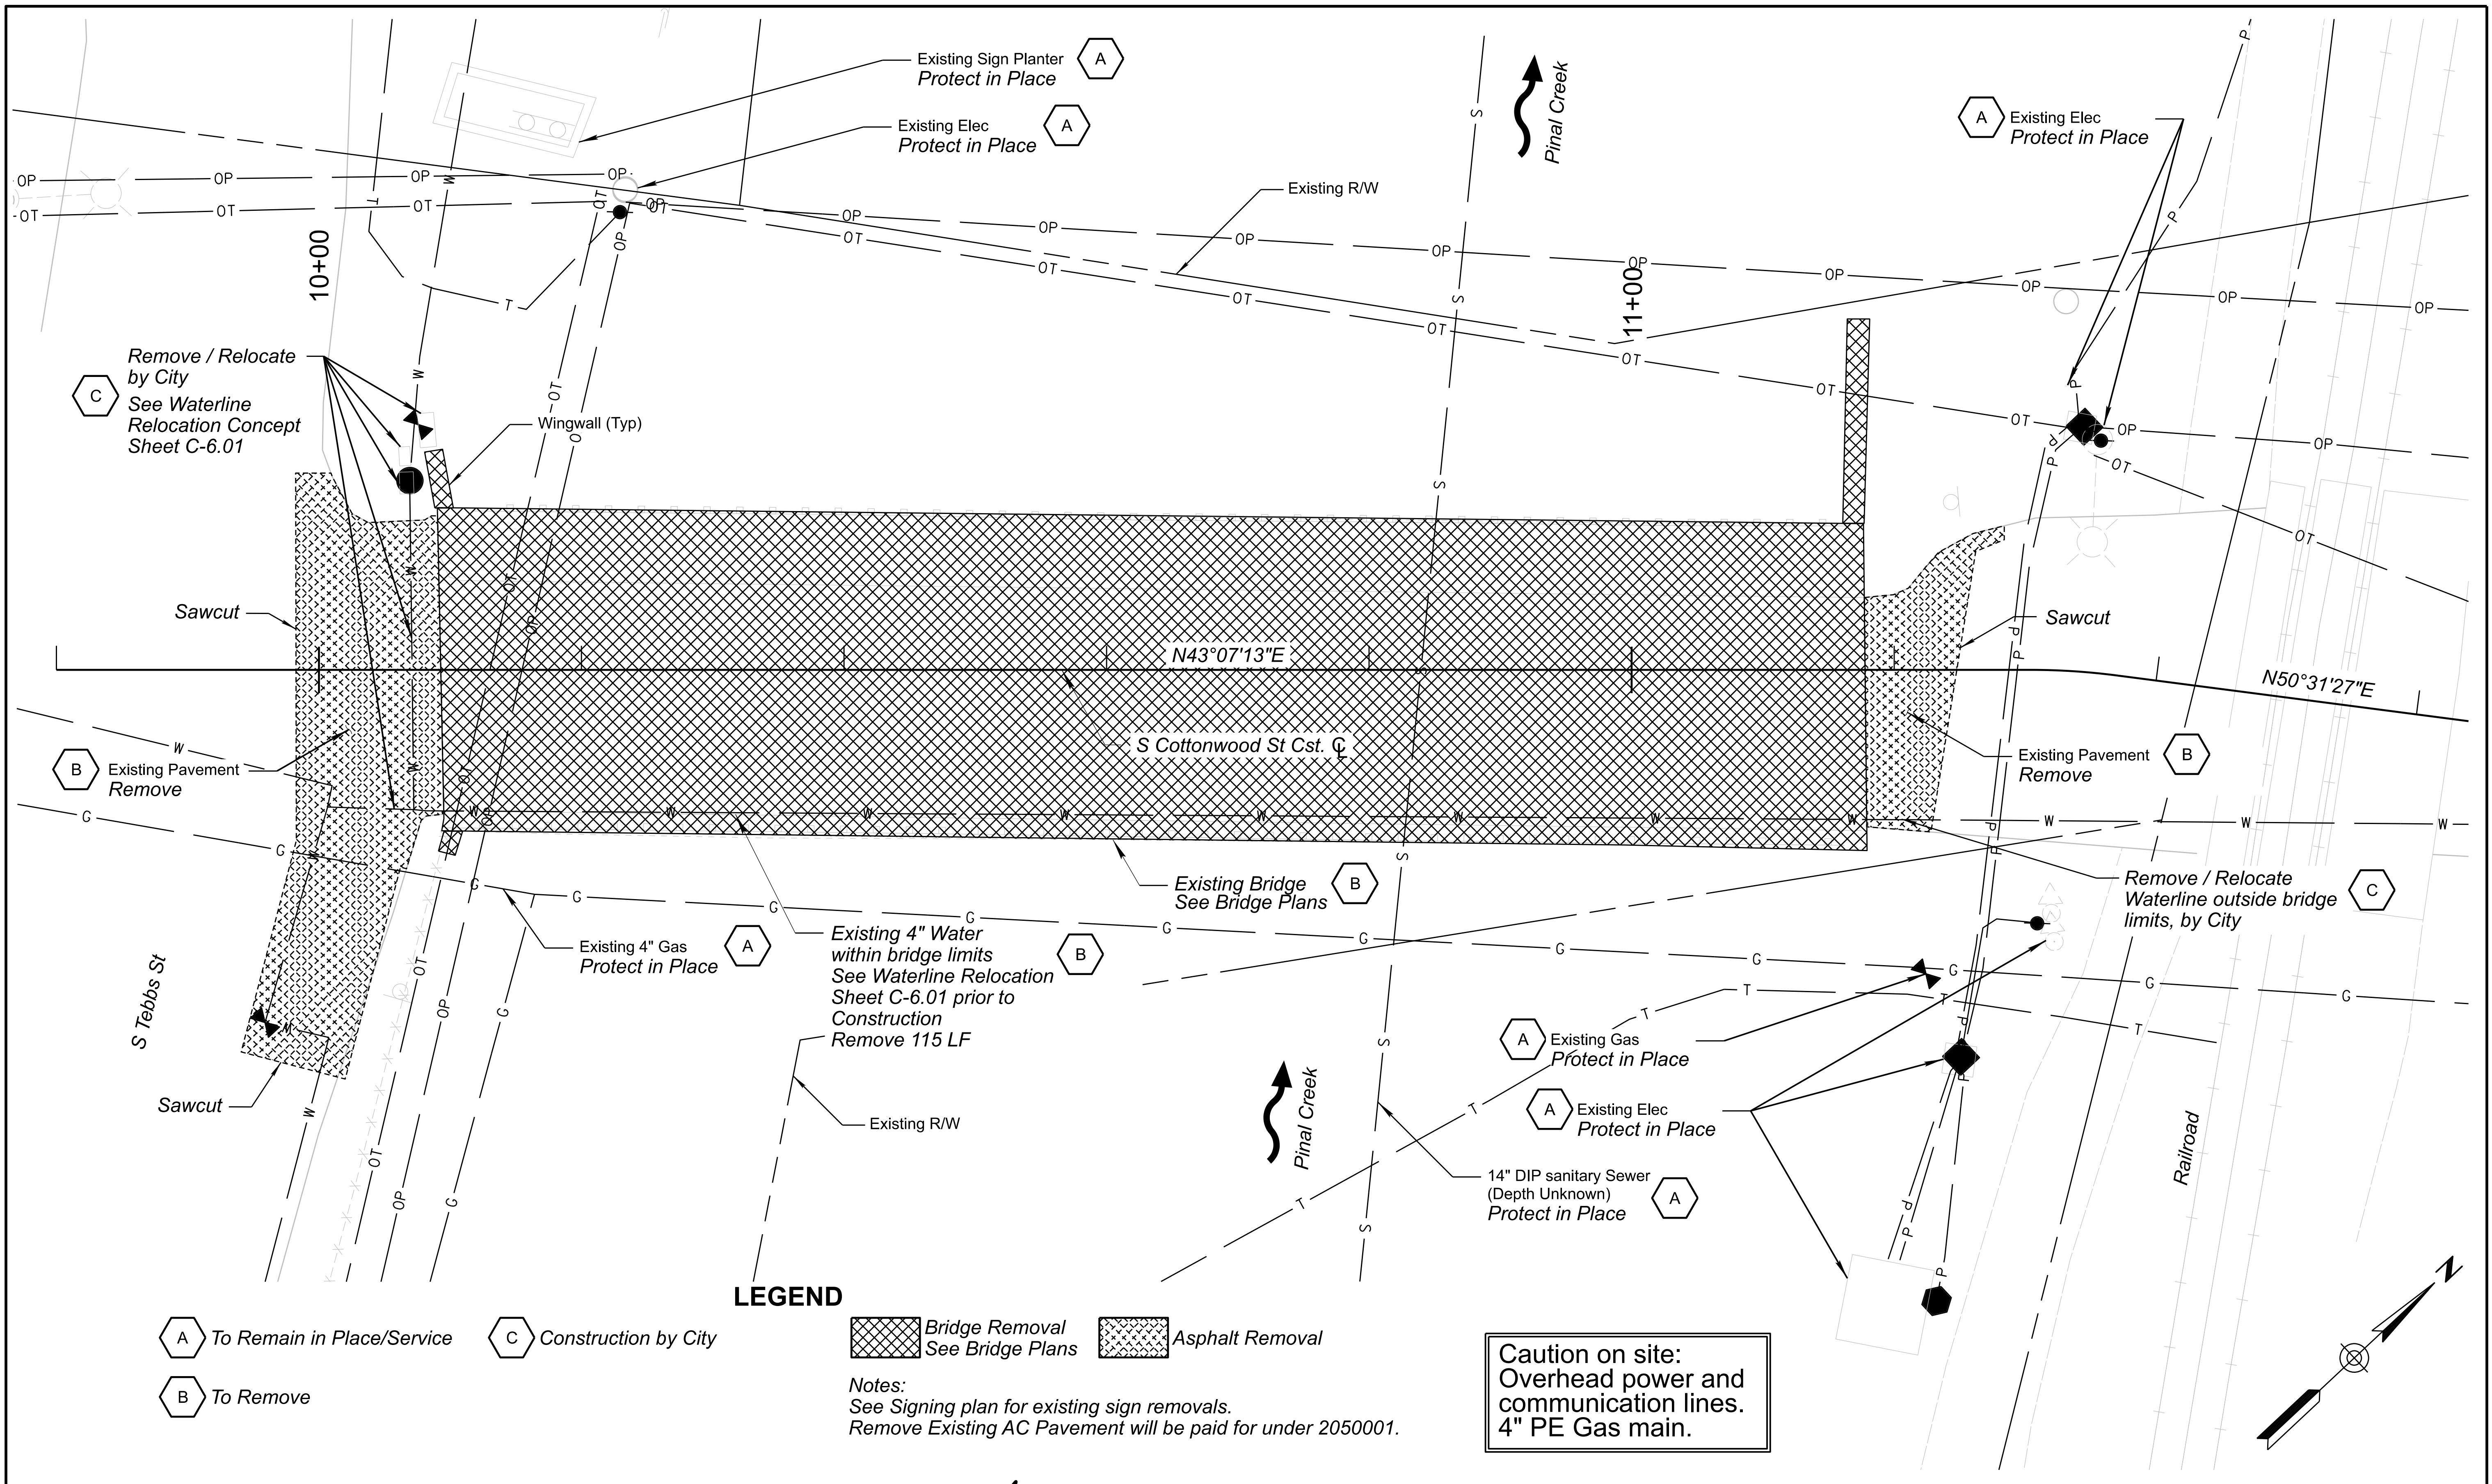 Existing Sign Planter
Protect in Place
A
Existing Elec
Protect in Place
A
Pinal Creek
A
Existing Elec
Protect in Place
Existing R/W
10+00
11+00
Remove / Relocate
by City
C
See Waterline
Relocation Concept
Sheet C-6.01
Wingwall (Typ)
Sawcut
Sawcut
N43°07'13"E
N50°31'27"E
S Cottonwood St Cst. ℄
B
Existing Pavement
Remove
Existing Pavement
Remove
B
Existing Bridge
See Bridge Plans
B
Remove / Relocate
Waterline outside bridge
limits, by City
C
Existing 4" Gas
Protect in Place
A
Existing 4" Water
within bridge limits
See Waterline Relocation
Sheet C-6.01 prior to
Construction
Remove 115 LF
B
S Tebbs St
Sawcut
Existing R/W
Pinal Creek
A
Existing Gas
Protect in Place
A
Existing Elec
Protect in Place
14" DIP sanitary Sewer
(Depth Unknown)
Protect in Place
A
Railroad
N
LEGEND
A To Remain in Place/Service
C Construction by City
B To Remove
Bridge Removal
See Bridge Plans
Asphalt Removal
Notes:
See Signing plan for existing sign removals.
Remove Existing AC Pavement will be paid for under 2050001.
Caution on site:
Overhead power and
communication lines.
4" PE Gas main.